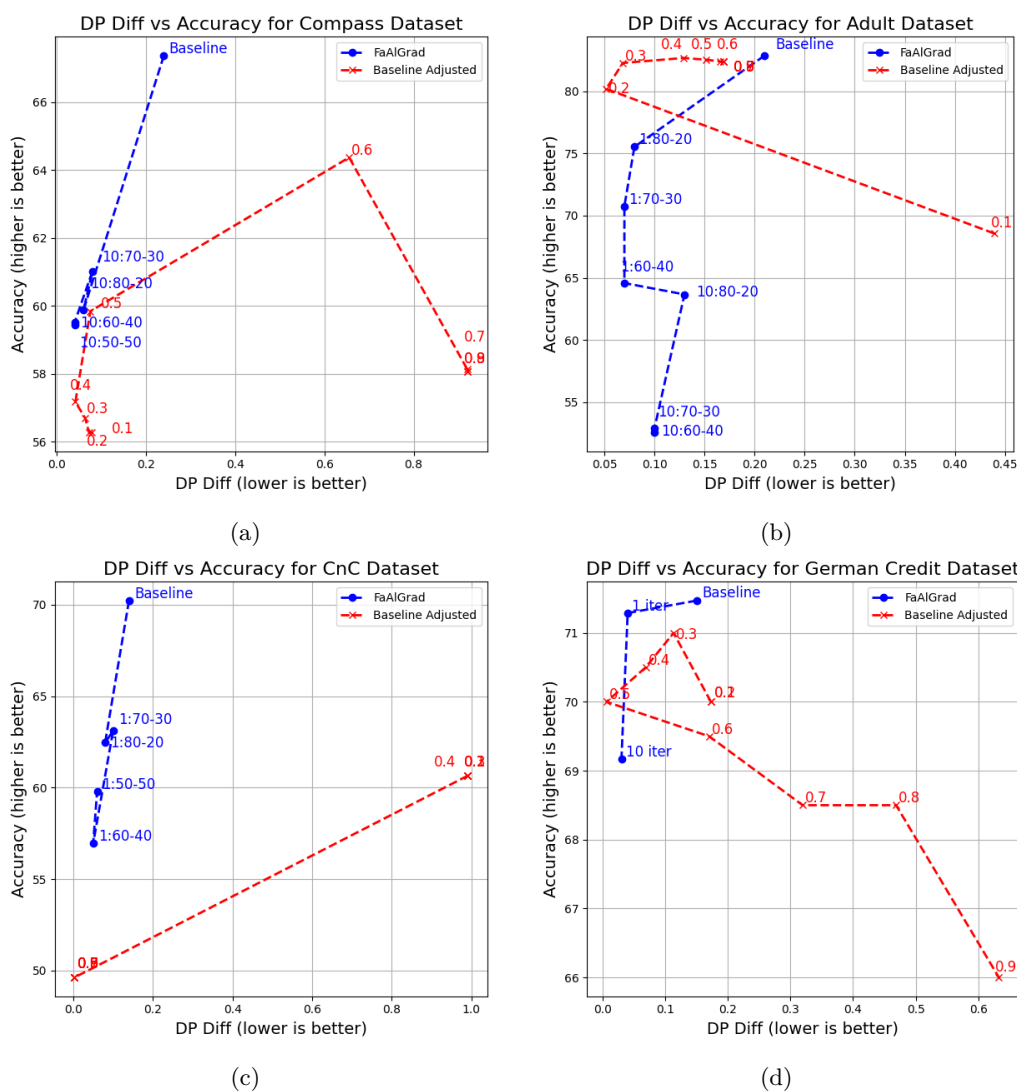 DP Diff vs Accuracy for Compass Dataset
Accuracy (higher is better)
66
64
62
60
58
56
Baseline
FaAlGrad
Baseline Adjusted
0.6
10:70-30
10:80-20
0.5
10:60-40
10:50-50
0.7
0.4
0.3
0.1
0.2
0.0 0.2 0.4 0.6 0.8
DP Diff (lower is better)
(a)
DP Diff vs Accuracy for Adult Dataset
Accuracy (higher is better)
80
75
70
65
60
55
Baseline
FaAlGrad
Baseline Adjusted
0.3 0.4 0.5 0.6
0.2
1:80-20
1:70-30
0.1
1:60-40
10:80-20
10:70-30
10:60-40
0.05 0.10 0.15 0.20 0.25 0.30 0.35 0.40 0.45
DP Diff (lower is better)
(b)
DP Diff vs Accuracy for CnC Dataset
Accuracy (higher is better)
70
65
60
55
50
Baseline
FaAlGrad
Baseline Adjusted
1:70-30
1:80-20
0.4
1:50-50
1:60-40
0.0 0.2 0.4 0.6 0.8 1.0
DP Diff (lower is better)
(c)
DP Diff vs Accuracy for German Credit Dataset
Accuracy (higher is better)
71
70
69
68
67
66
1 iter
Baseline
FaAlGrad
Baseline Adjusted
0.3
0.4
0.5
0.6
10 iter
0.7
0.8
0.9
0.0 0.1 0.2 0.3 0.4 0.5 0.6
DP Diff (lower is better)
(d)